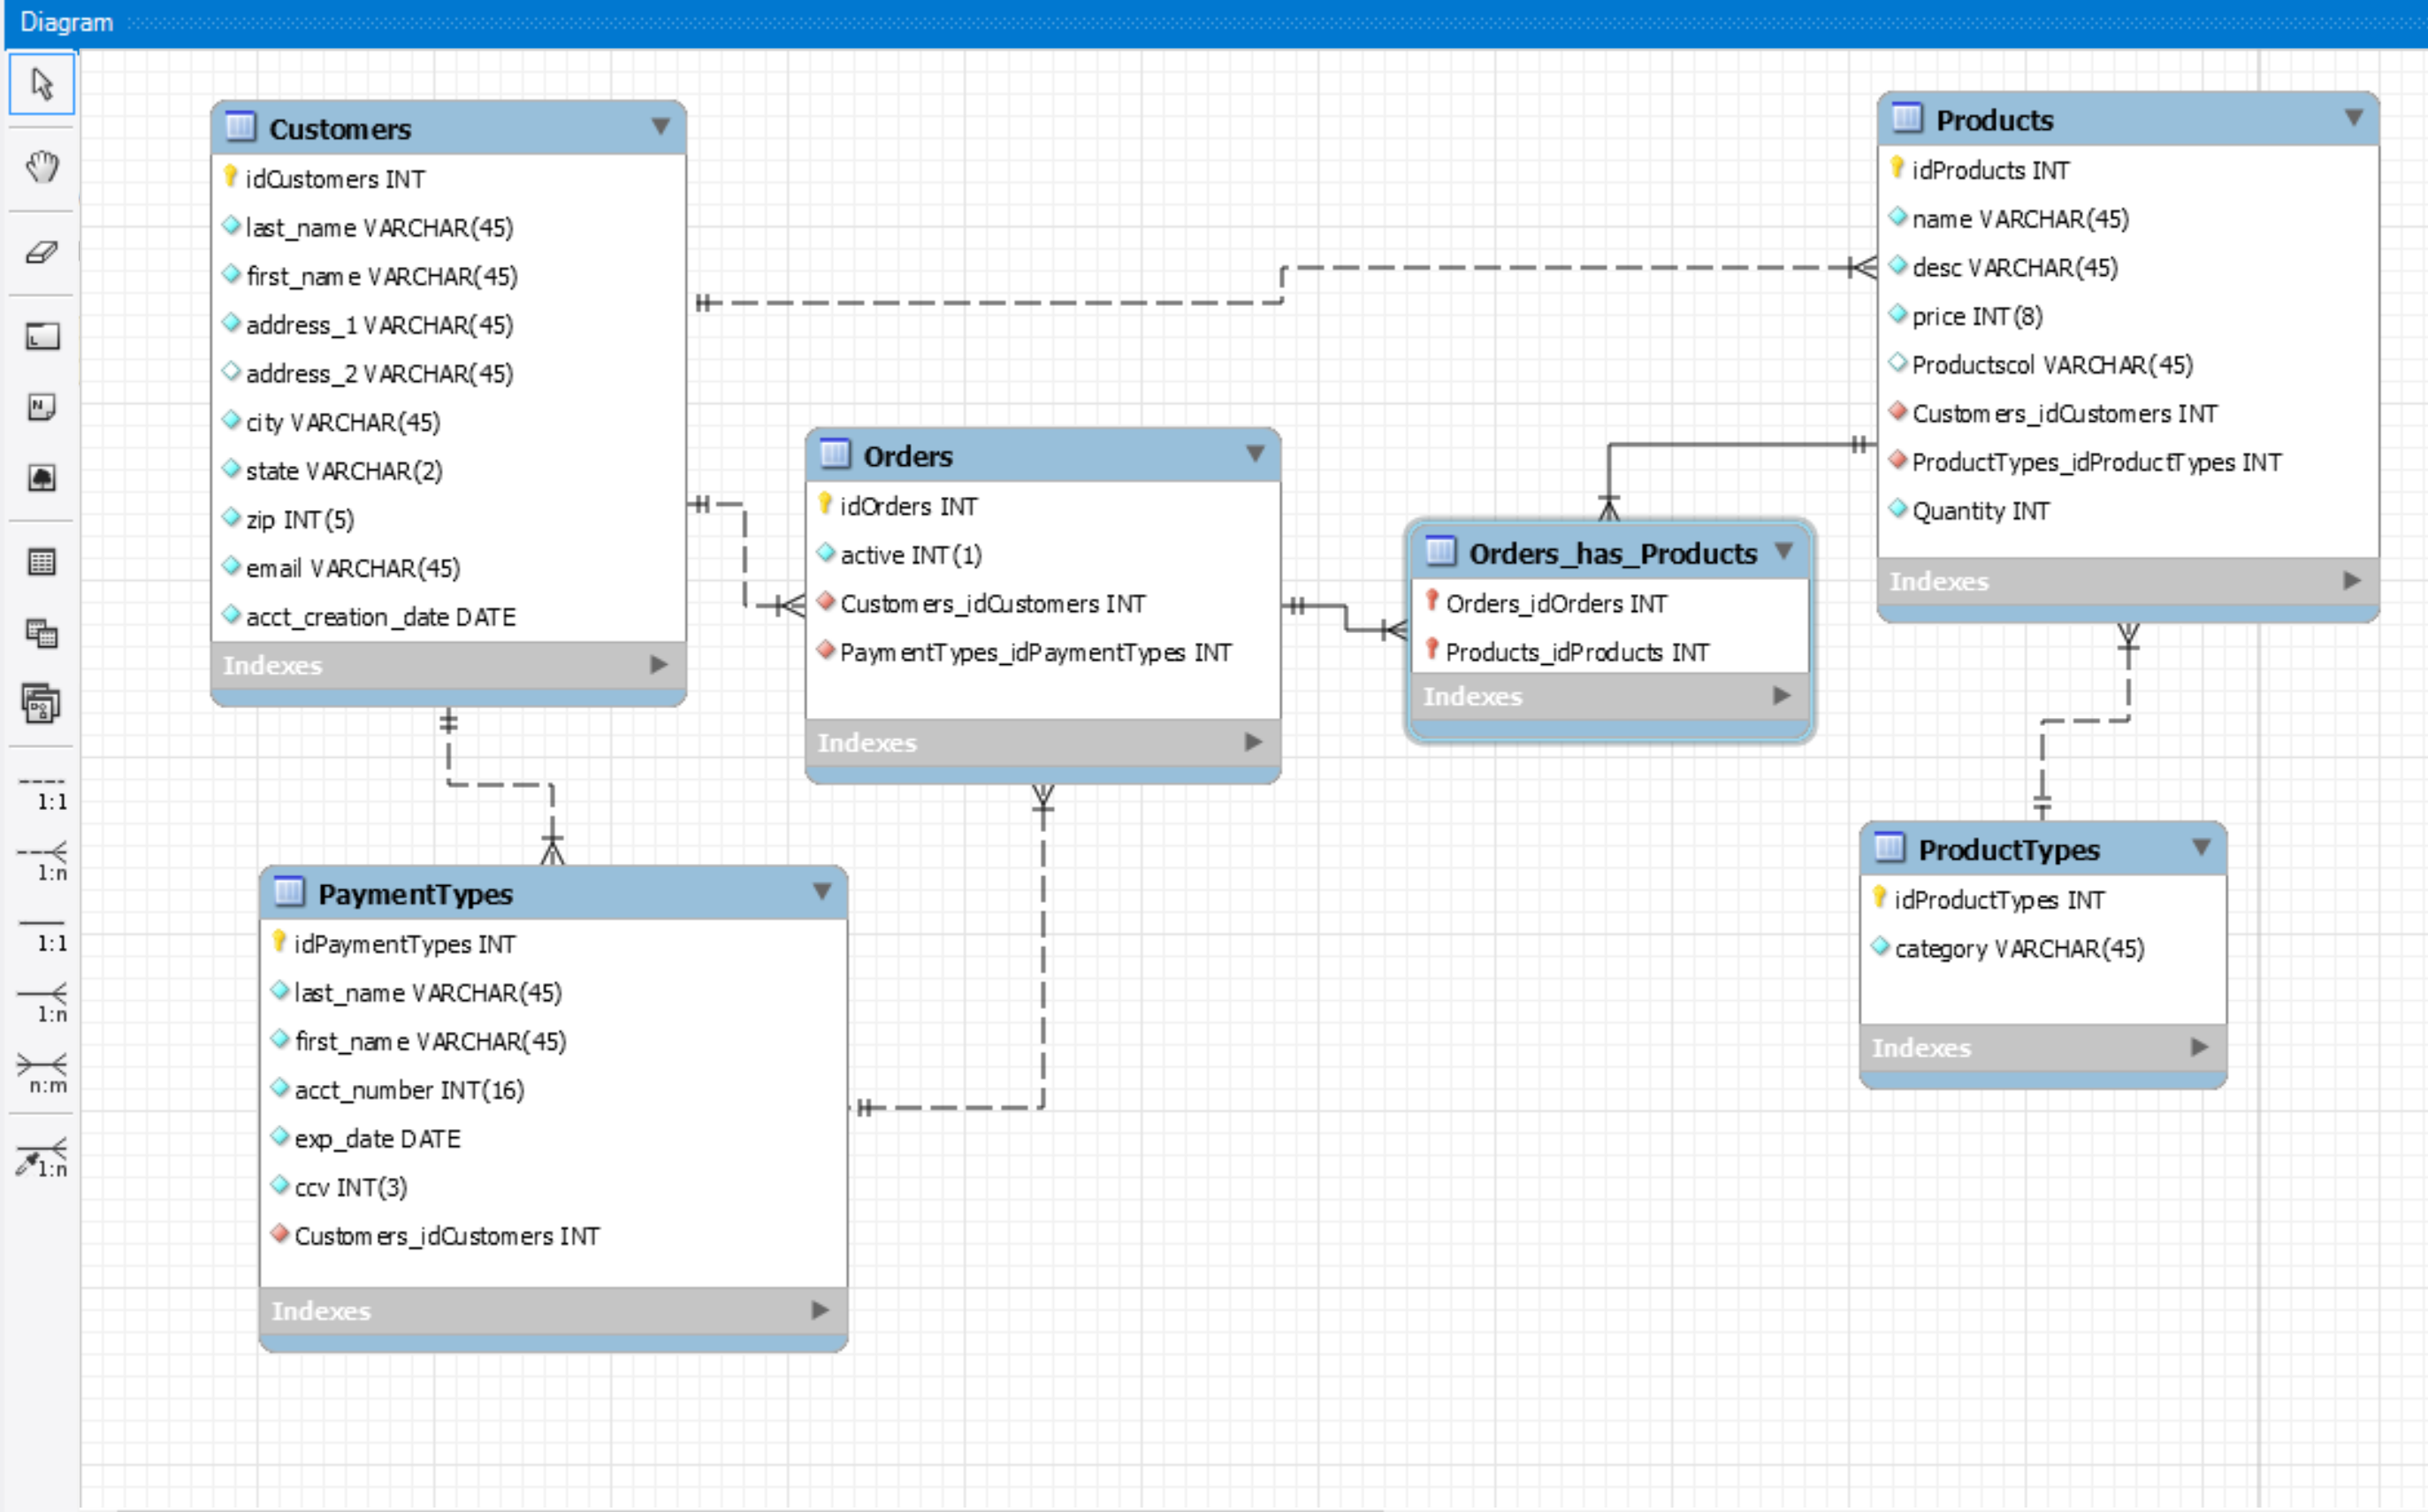 Diagram
Customers
idCustomers INT
last_name VARCHAR(45)
first_name VARCHAR(45)
address_1 VARCHAR(45)
address_2 VARCHAR(45)
city VARCHAR(45)
state VARCHAR(2)
zip INT(5)
email VARCHAR(45)
acct_creation_date DATE
Indexes
Products
idProducts INT
name VARCHAR(45)
desc VARCHAR(45)
price INT(8)
Productscol VARCHAR(45)
Customers_idCustomers INT
ProductTypes_idProductTypes INT
Quantity INT
Indexes
Orders
idOrders INT
active INT(1)
Customers_idCustomers INT
PaymentTypes_idPaymentTypes INT
Indexes
Orders_has_Products
Orders_idOrders INT
Products_idProducts INT
Indexes
PaymentTypes
idPaymentTypes INT
last_name VARCHAR(45)
first_name VARCHAR(45)
acct_number INT(16)
exp_date DATE
ccv INT(3)
Customers_idCustomers INT
Indexes
ProductTypes
idProductTypes INT
category VARCHAR(45)
Indexes
1:1
1:n
1:1
1:n
n:m
1:n